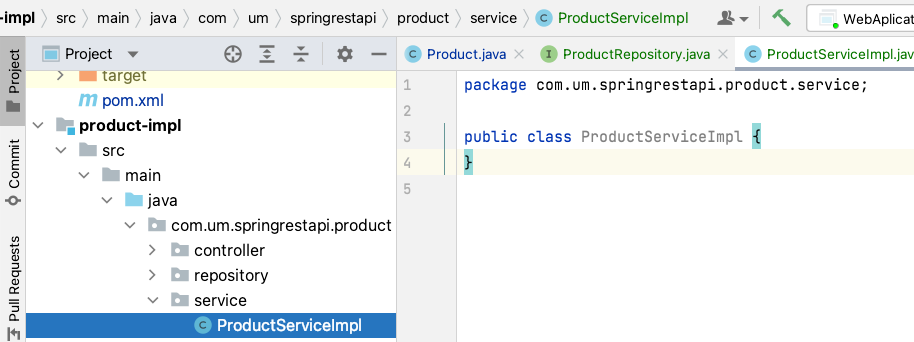 -impl src main java com um springrestapi product service ProductServiceImpl WebAplicat
Project
Product.java ProductRepository.java ProductServiceImpl.jav
Project
Commit
Pull Requests
target
pom.xml
product-impl
src
main
java
com.um.springrestapi.product
controller
repository
service
ProductServiceImpl
1 package com.um.springrestapi.product.service;
2
3 public class ProductServiceImpl {
4 }
5